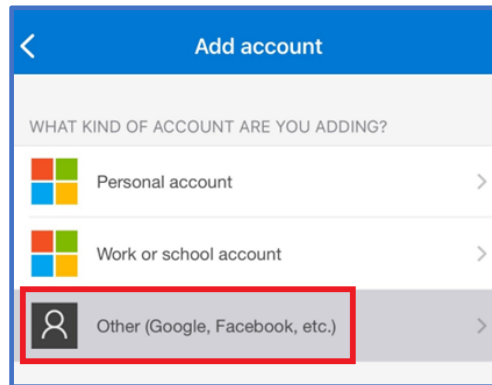 Add account
WHAT KIND OF ACCOUNT ARE YOU ADDING?
Personal account
Work or school account
Other (Google, Facebook, etc.)